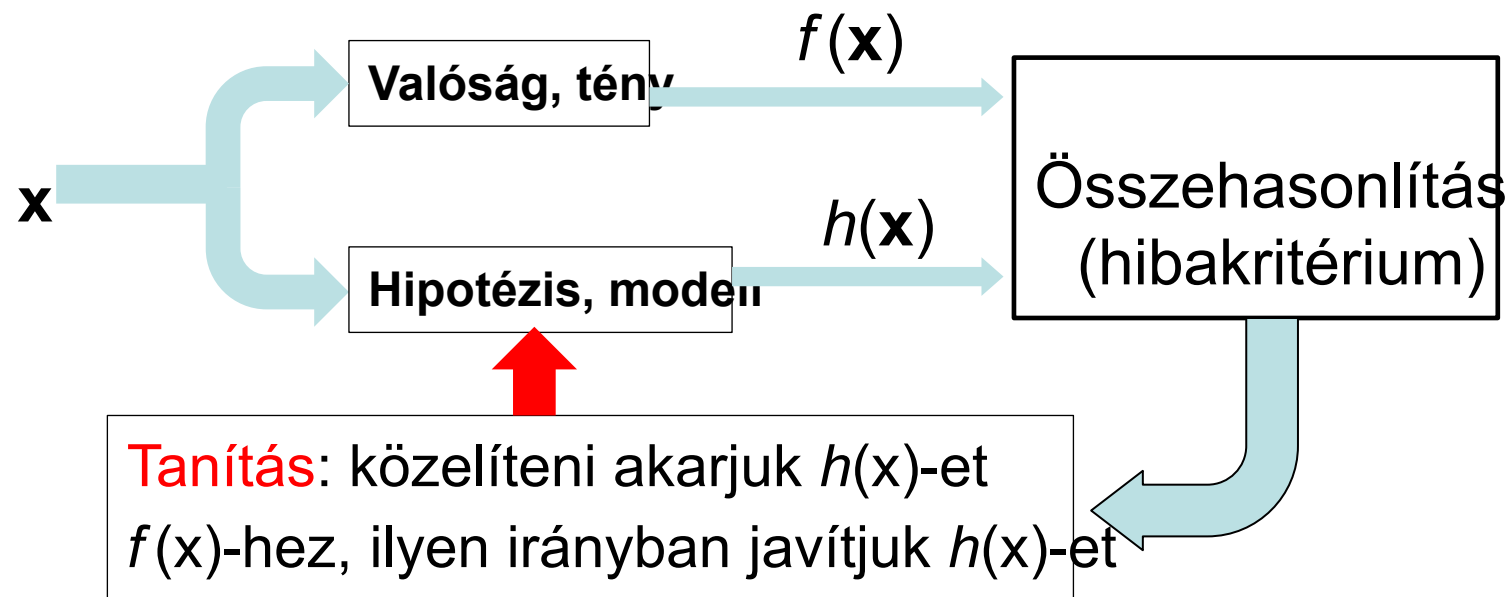 f(x)
Valóság, tény
x
Összehasonlítás
(hibakritérium)
h(x)
Hipotézis, modell
Tanítás: közelíteni akarjuk h(x)-et
f(x)-hez, ilyen irányban javítjuk h(x)-et